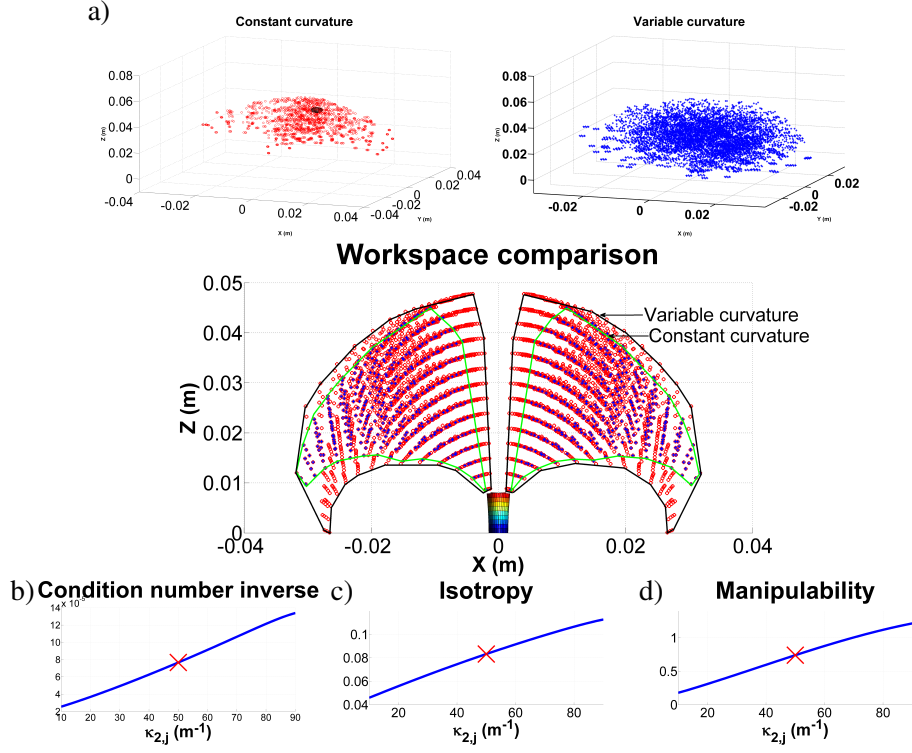 a)
Constant curvature
Variable curvature
0.08
0.06
0.04
0.02
0
Z (m)
-0.04
-0.02
0
0.02
0.04
X (m)
-0.04
-0.02
0
0.02
0.04
Y (m)
0.08
0.06
0.04
0.02
0
Z (m)
-0.02
0
0.02
X (m)
-0.02
0
0.02
Y (m)
Workspace comparison
0.05
0.04
0.03
0.02
0.01
0
Z (m)
Variable curvature
Constant curvature
-0.04
-0.02
0
0.02
0.04
X (m)
b) Condition number inverse
14
12
10
8
6
4
2
10 20 30 40 50 60 70 80 90
κ2,j (m-1)
c) Isotropy
0.1
0.08
0.06
0.04
20 40 60 80
κ2,j (m-1)
d) Manipulability
1
0.5
0
20 40 60 80
κ2,j (m-1)